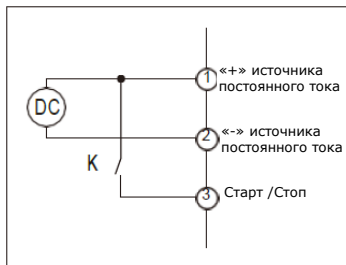 1 «+» источника
постоянного тока
DC
2 «-» источника
постоянного тока
K
3 Старт /Стоп